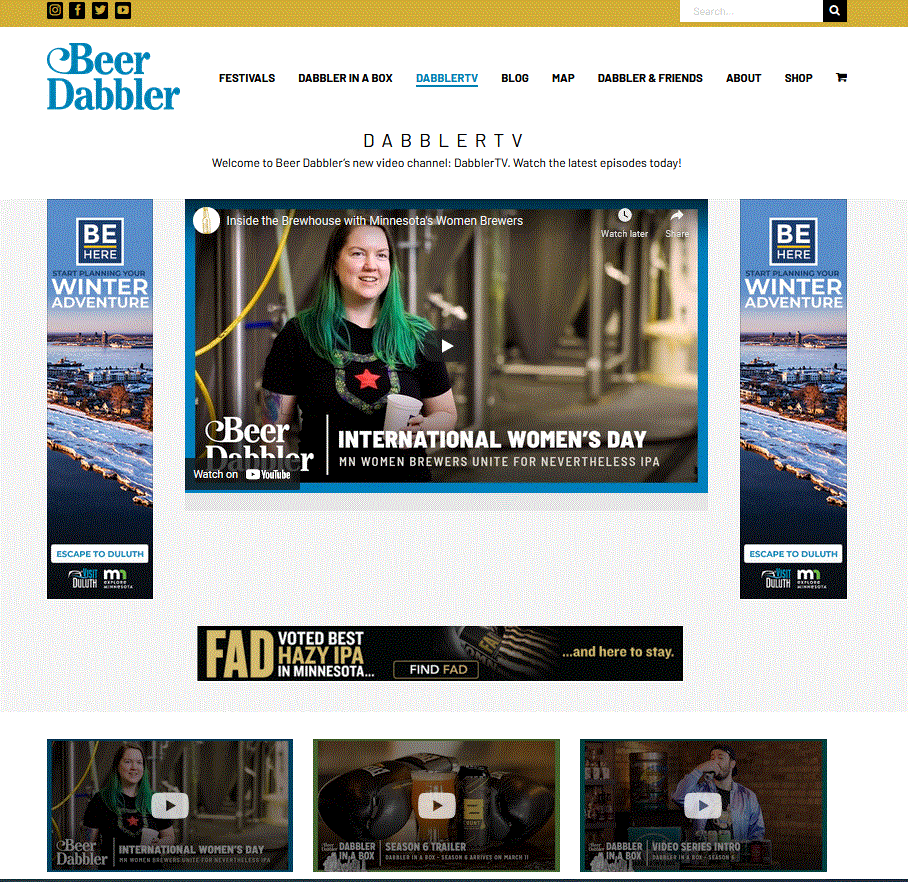 Search...
Beer
Dabbler
FESTIVALS DABBLER IN A BOX DABBLERTV BLOG MAP DABBLER & FRIENDS ABOUT SHOP
DABBLERTV
Welcome to Beer Dabbler's new video channel: DabblerTV. Watch the latest episodes today!
BE
HERE
START PLANNING YOUR
WINTER
ADVENTURE
ESCAPE TO DULUTH
VISIT
DULUTH
mn
EXPLORE
MINNESOTA
Inside the Brewhouse with Minnesota's Women Brewers
Watch later Share
Beer
Dabbler
INTERNATIONAL WOMEN'S DAY
MN WOMEN BREWERS UNITE FOR NEVERTHELESS IPA
Watch on YouTube
BE
HERE
START PLANNING YOUR
WINTER
ADVENTURE
ESCAPE TO DULUTH
VISIT
DULUTH
mn
EXPLORE
MINNESOTA
FAD
VOTED BEST
HAZY IPA
IN MINNESOTA...
FIND FAD
...and here to stay.
Beer
Dabbler
INTERNATIONAL WOMEN'S DAY
MN WOMEN BREWERS UNITE FOR NEVERTHELESS IPA
DABBLER
IN A BOX
SEASON 6 TRAILER
DABBLER IN A BOX - SEASON 6 ARRIVES ON MARCH 11
DABBLER
IN A BOX
VIDEO SERIES INTRO
DABBLER IN A BOX - SEASON 6